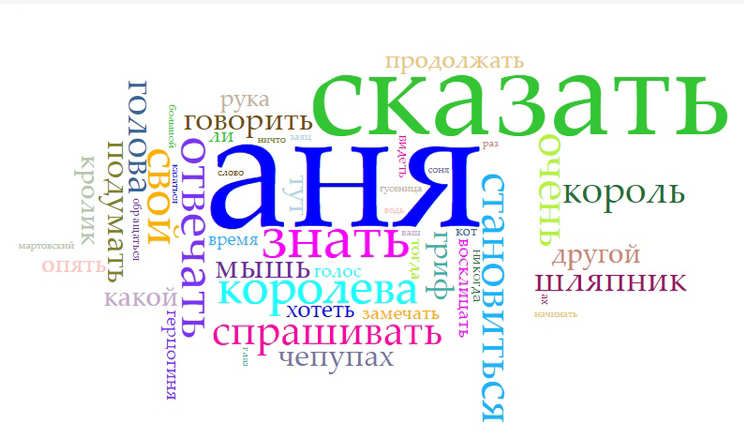 продолжать
сказать
рука
говорить
большой
ли
ничто
заяц
раз
голова
подумать
кролик
свой
казаться
обращаться
отвечать
слово
аня
тут
видеть
соня
гусеница
ведь
очень
король
становиться
мартовский
опять
время
знать
ваш
тогда
кот
гриф
восклицать
никогда
другой
шляпник
ах
начинать
какой
герцогиня
мышь
голос
королева
хотеть
замечать
спрашивать
глаз
чепупах